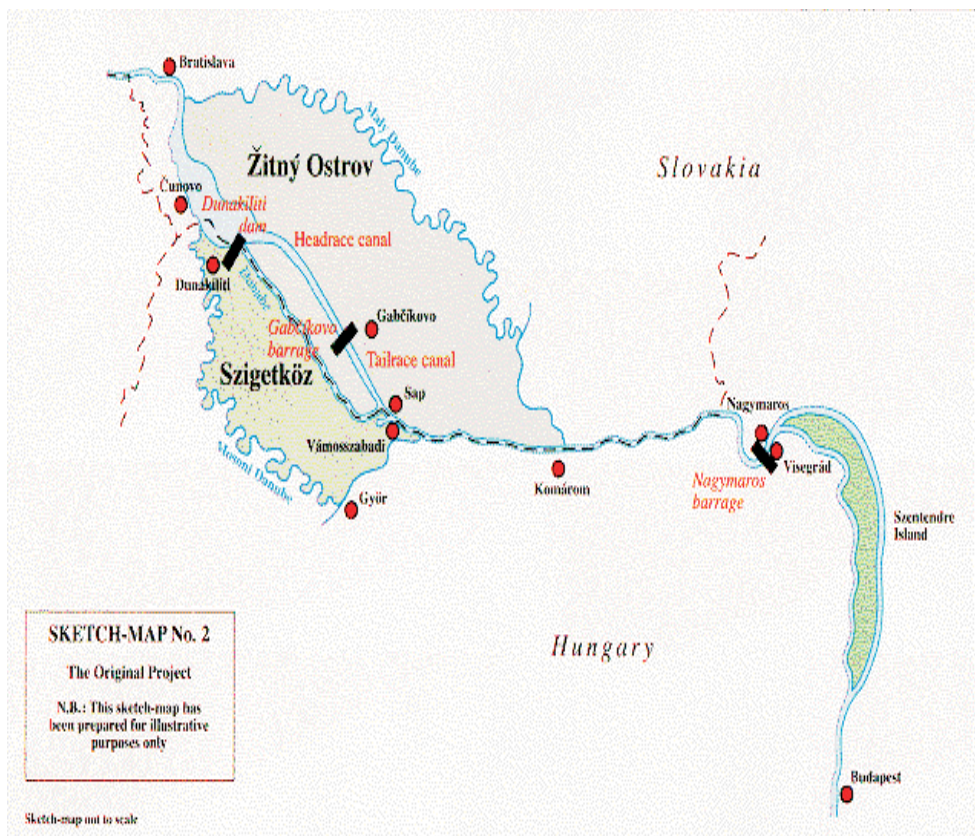 Bratislava
Maly Danube
Žitný Ostrov
Slovakia
Čunovo
Dunakiliti
dam
Headrace canal
Dunakiliti
Danube
Gabčíkovo
Gabčíkovo
barrage
Tailrace canal
Szigetköz
Sap
Nagymaros
Vámosszabadi
Visegrád
Mosoni Danube
Komárom
Nagymaros
barrage
Györ
Szentendre
Island
SKETCH-MAP No. 2
The Original Project
N.B.: This sketch-map has
been prepared for illustrative
purposes only
Hungary
Budapest
Sketch-map not to scale